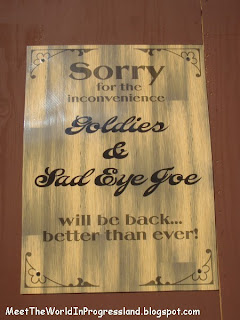 Sorry
for the
inconvenience
Goldies
&
Sad Eye Joe
will be back...
better than ever!
MeetTheWorldInProgressland.blogspot.com